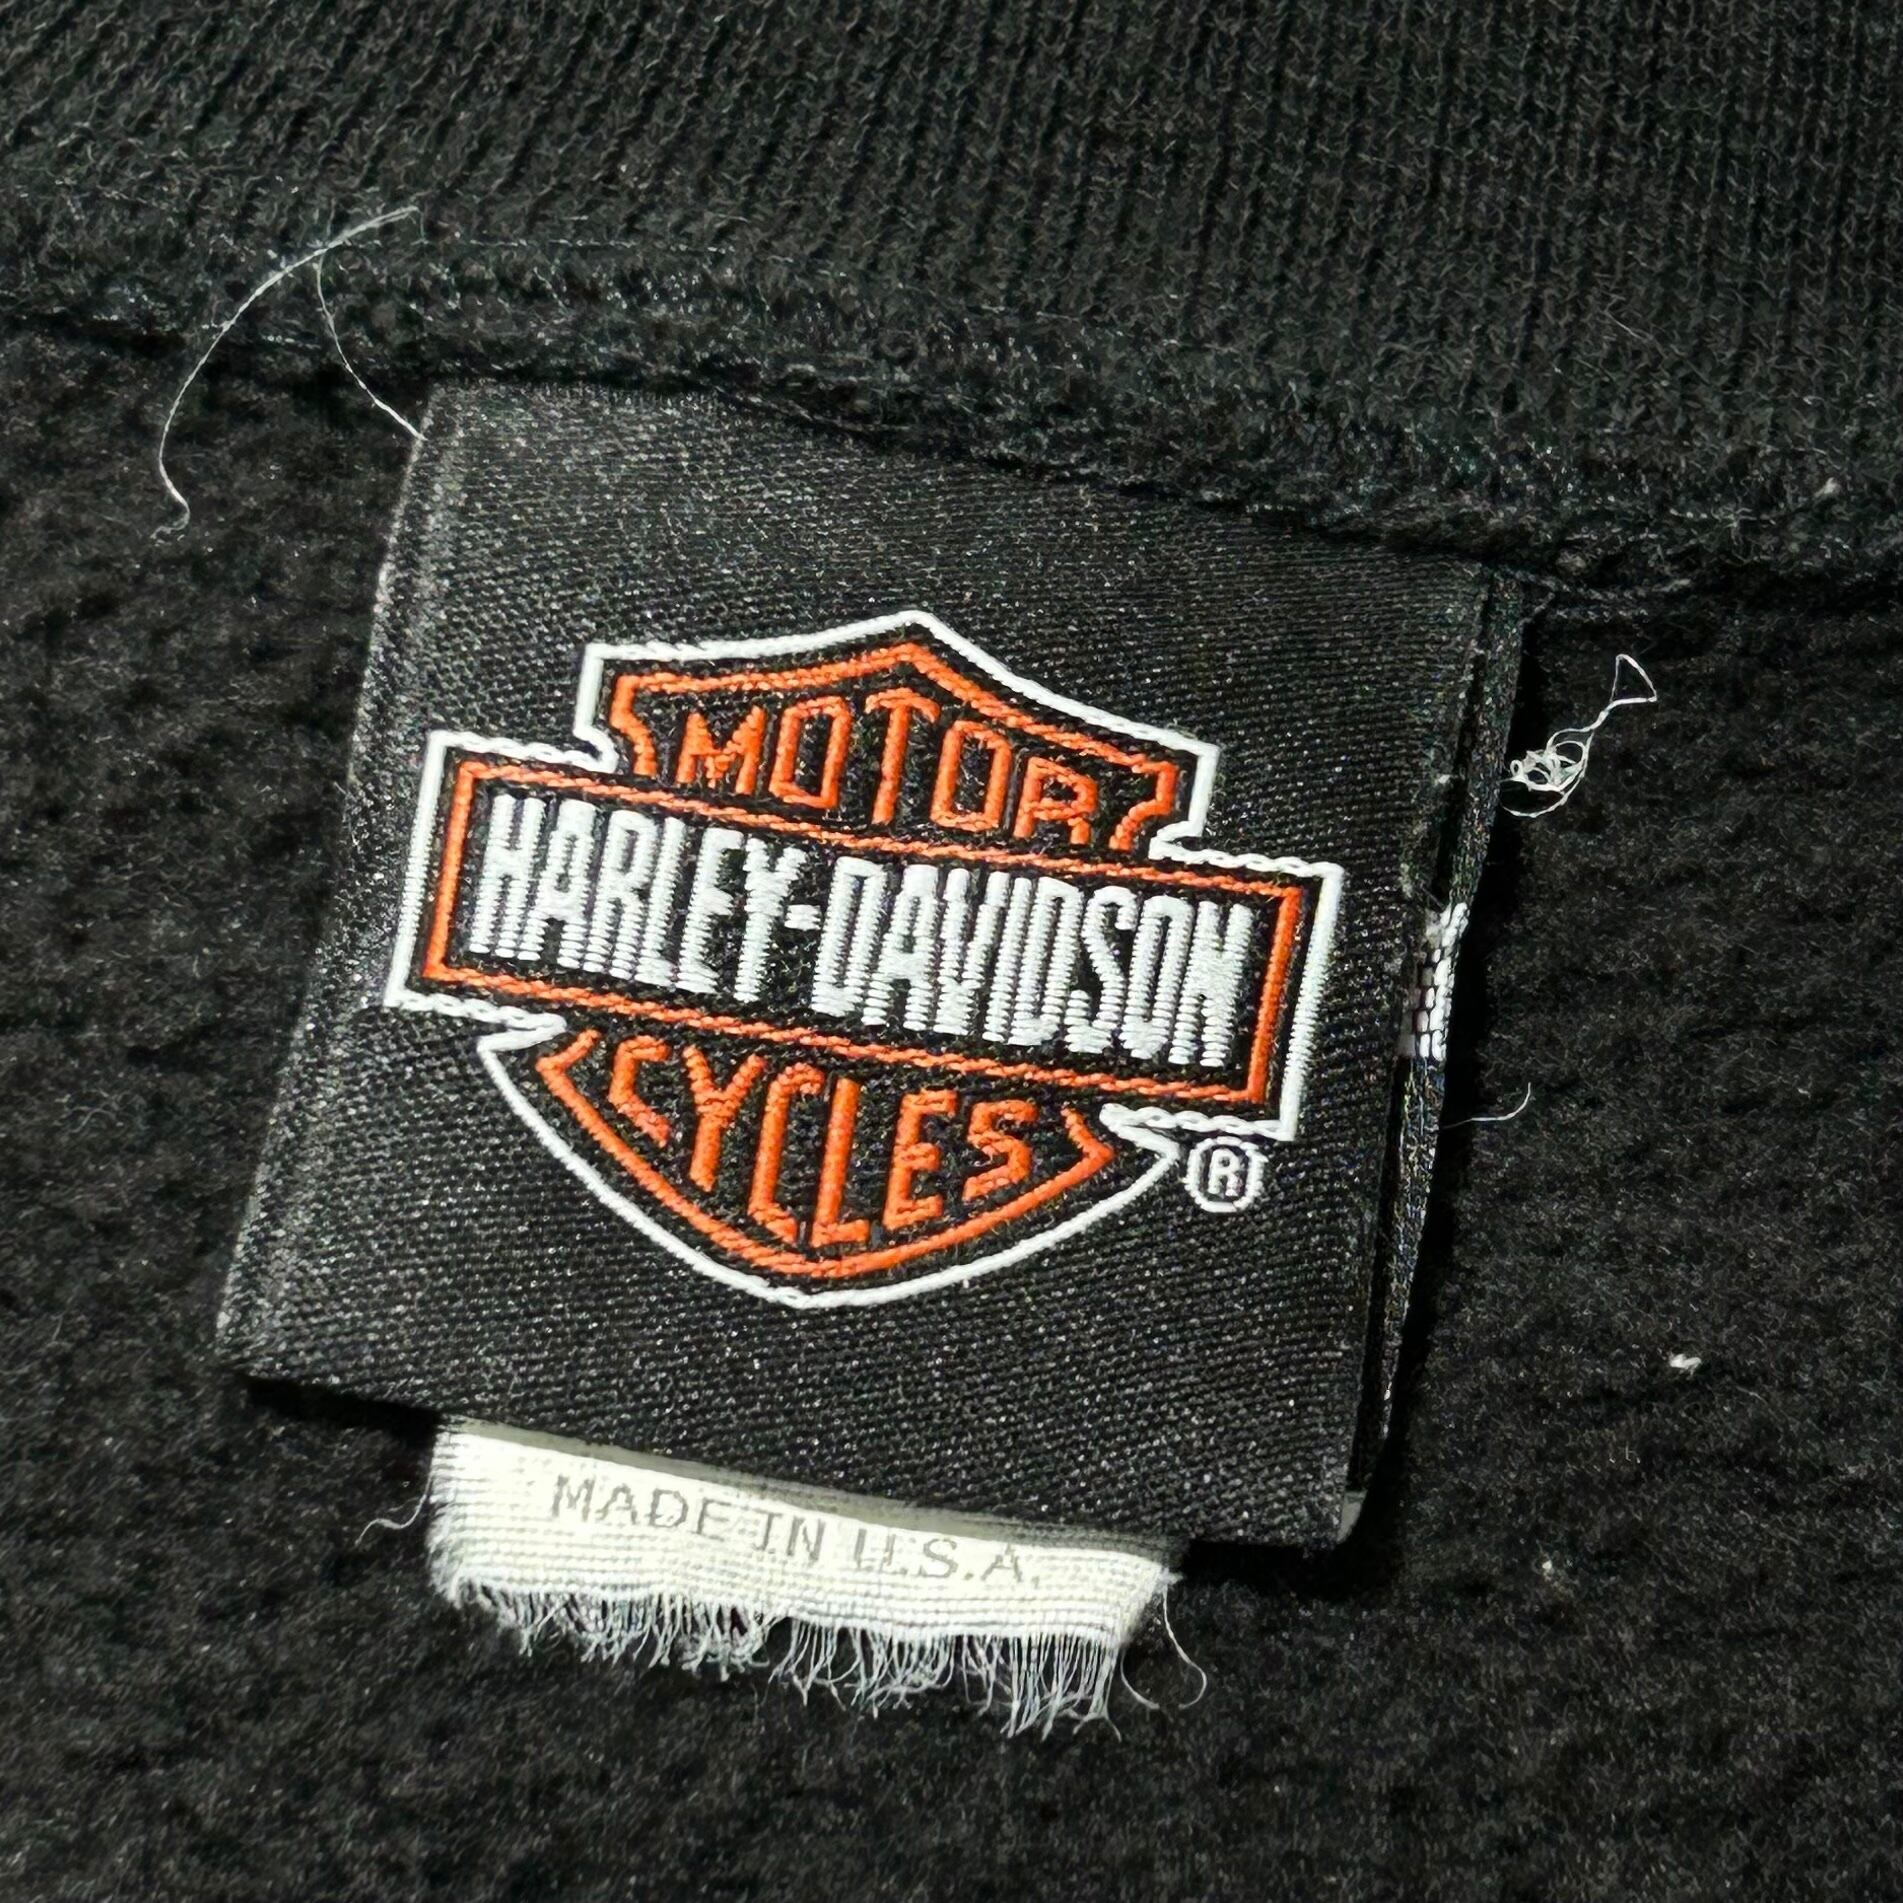 MOTOR
HARLEY-DAVIDSON
CYCLES
®
MADE IN U.S.A.